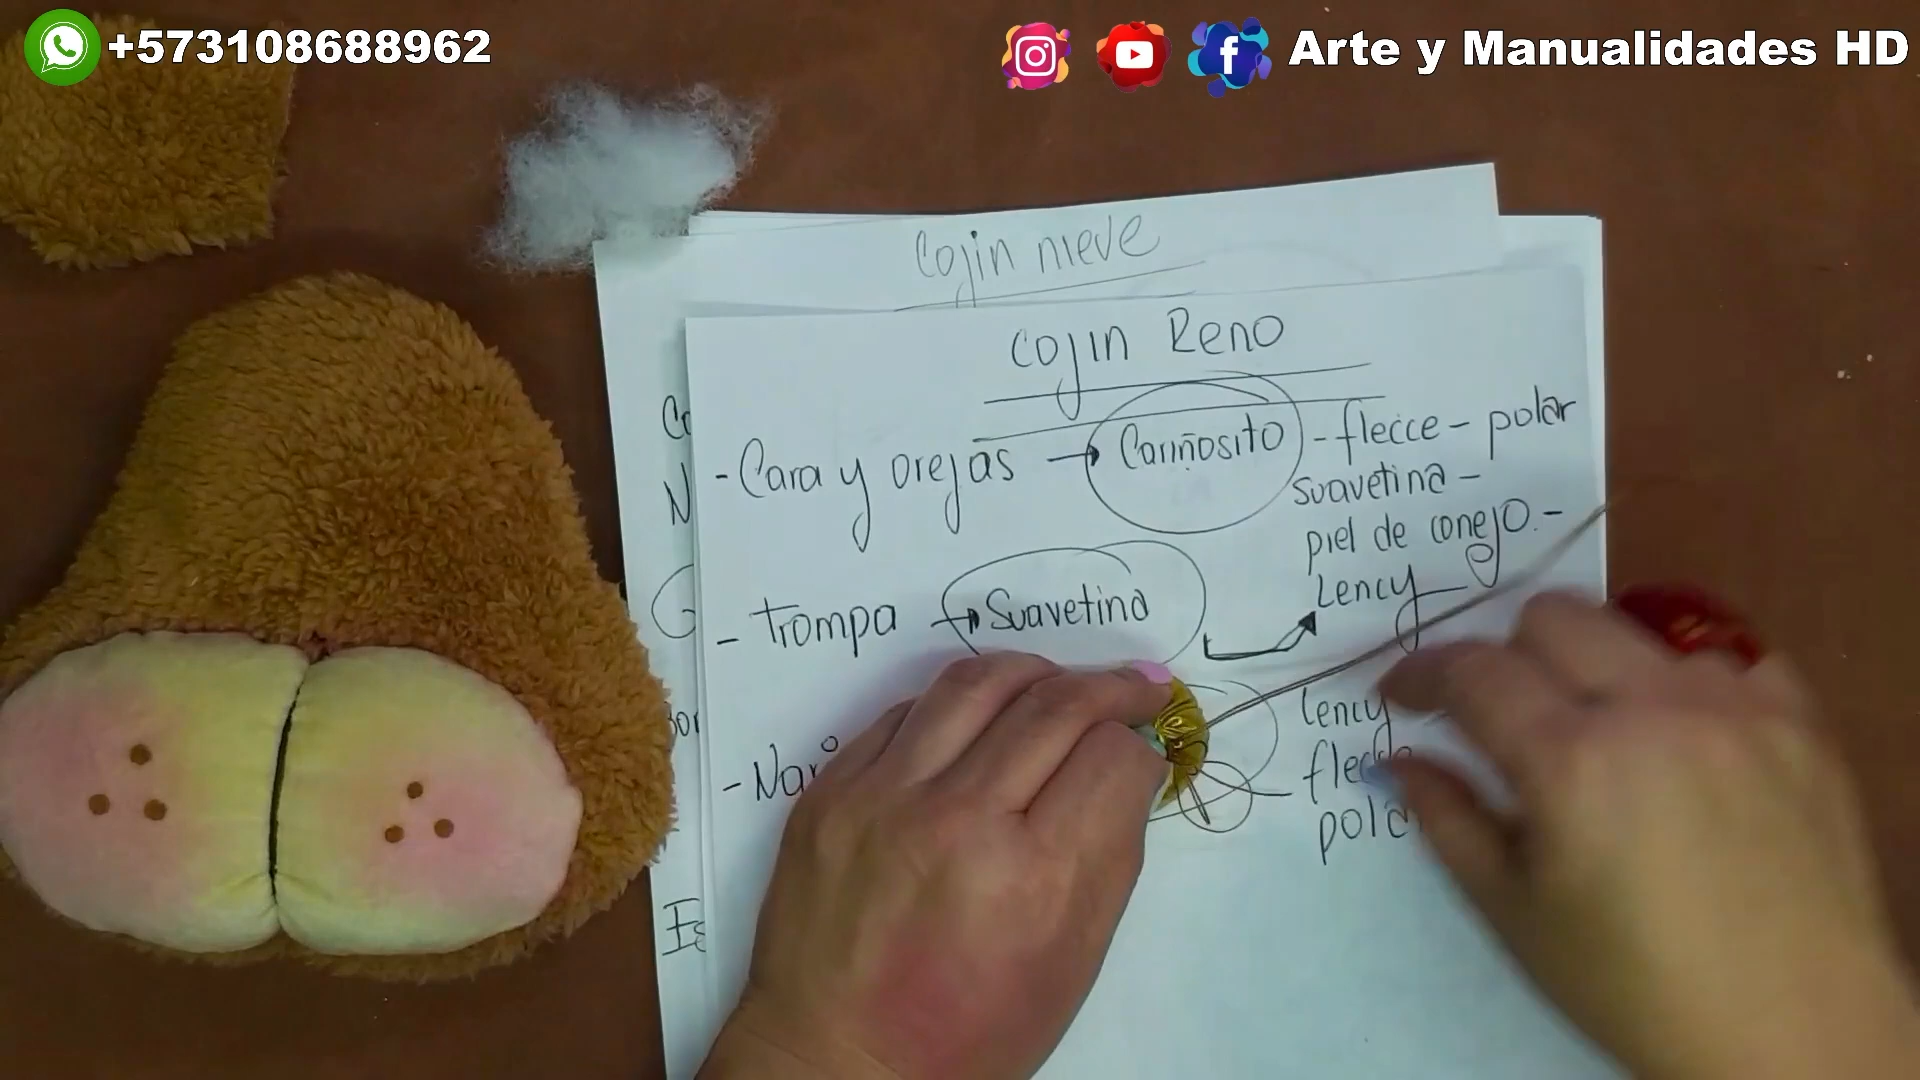 +573108688962
Arte y Manualidades HD
Cojin nieve
Cojin Reno
- Cara y orejas → Cariñosito - flecce - polar
suavetina -
piel de conejo. -
Lency
- trompa → Suavetina
lency